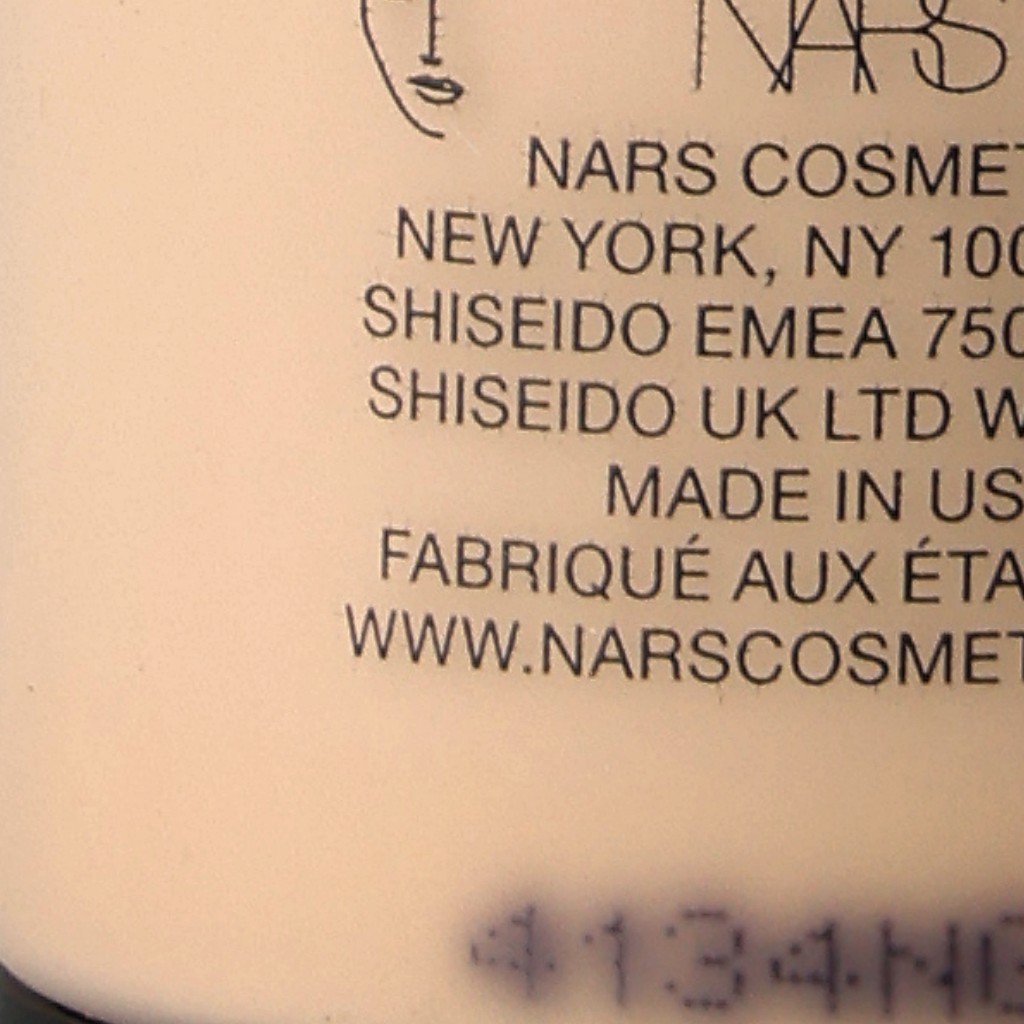 NARS
NARS COSMET
NEW YORK, NY 100
SHISEIDO EMEA 750
SHISEIDO UK LTD W
MADE IN US
FABRIQUÉ AUX ÉTA
WWW.NARSCOSMET
4134N